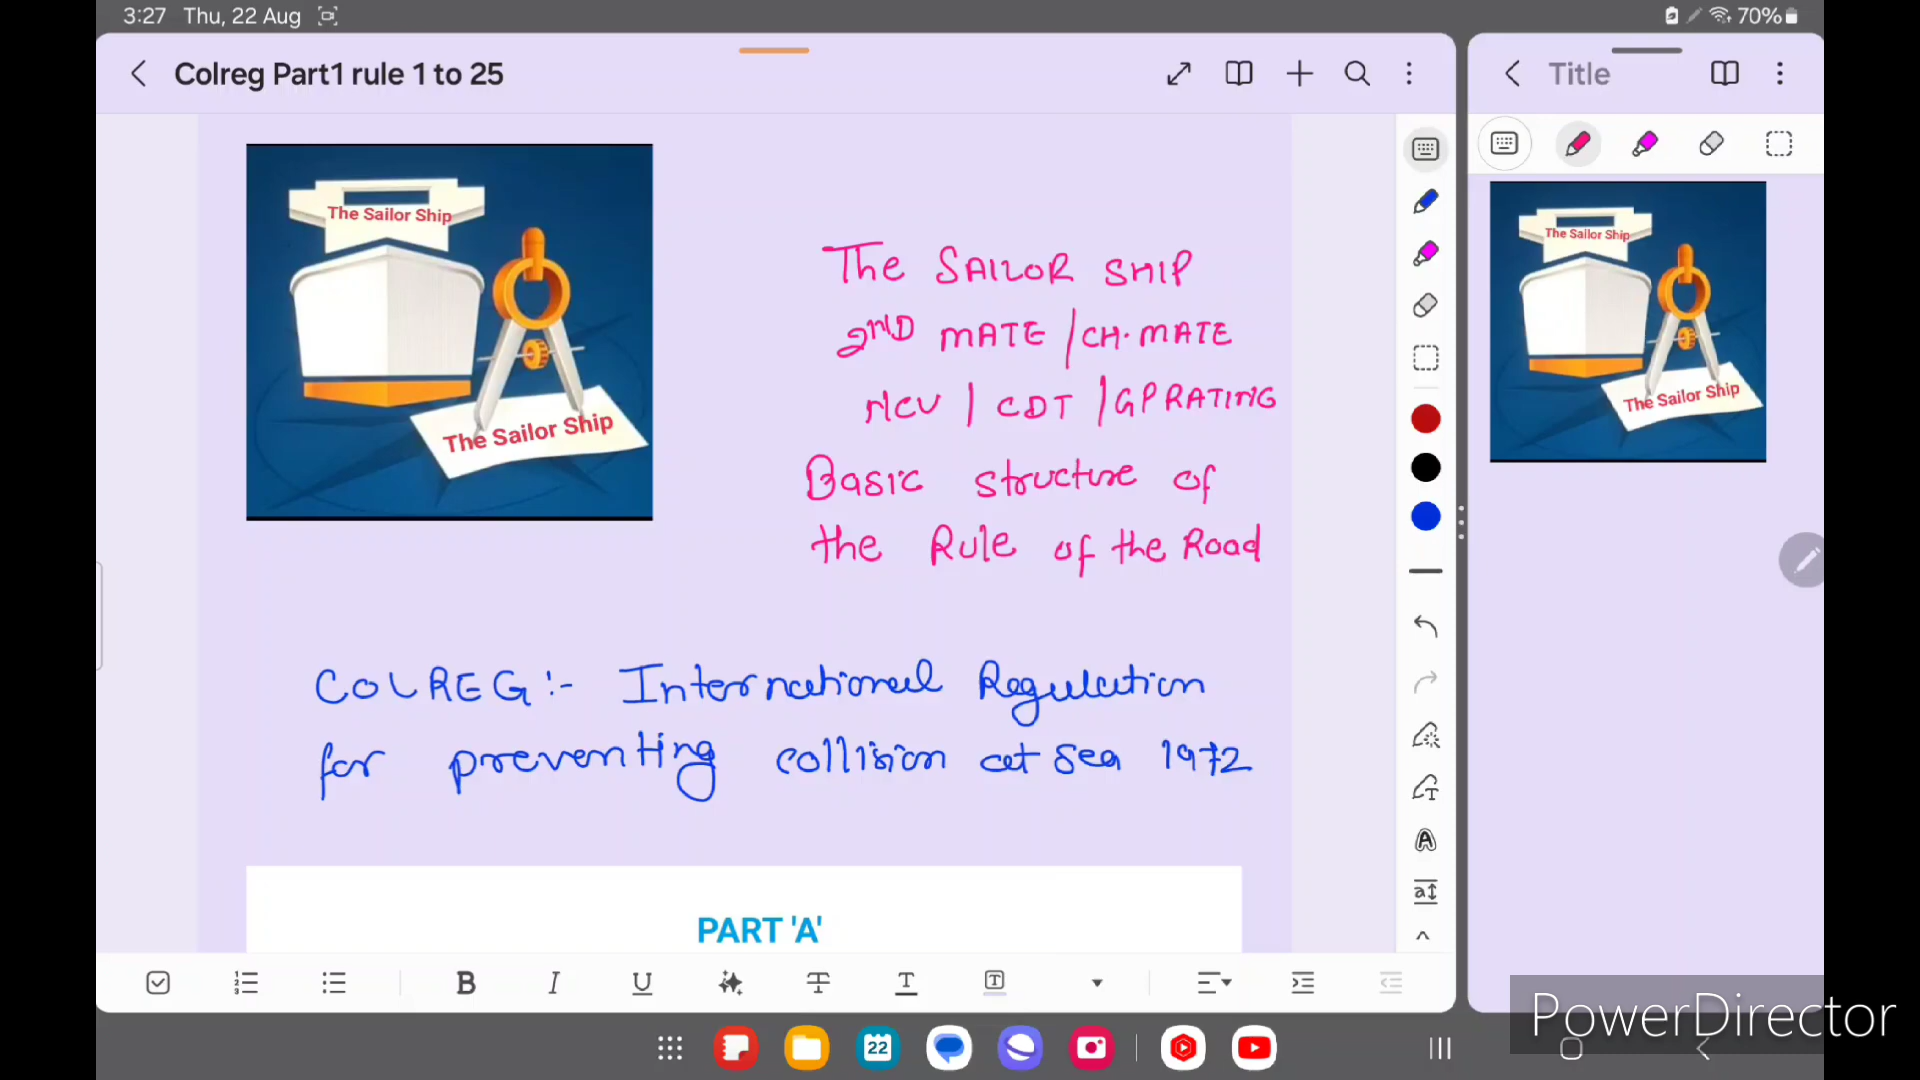 3:27 Thu, 22 Aug
70%
Colreg Part1 rule 1 to 25
Title
The Sailor Ship
The Sailor Ship
The SAILOR SHIP
2ND MATE / CH. MATE
NCV / CDT / GP RATING
Basic structure of
the Rule of the Road
COLREG :- International Regulation
for preventing collision at sea 1972
PART 'A'
The Sailor Ship
The Sailor Ship
22
PowerDirector